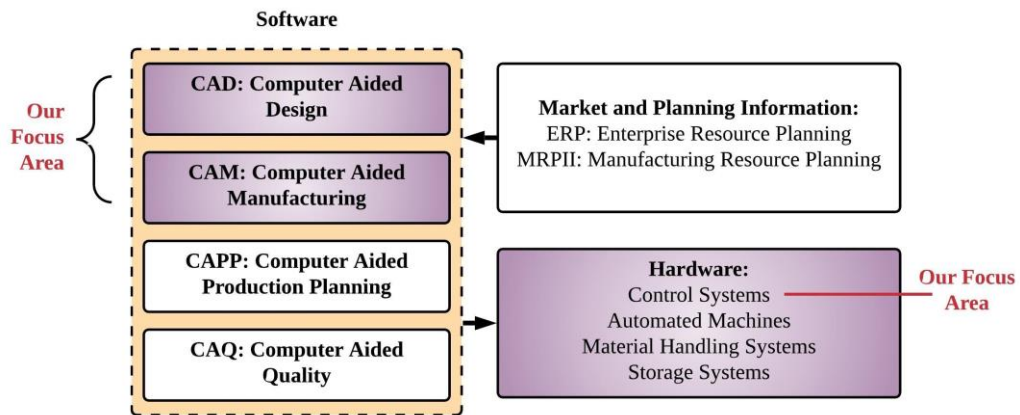 Software
Our
Focus
Area
CAD: Computer Aided
Design
CAM: Computer Aided
Manufacturing
CAPP: Computer Aided
Production Planning
CAQ: Computer Aided
Quality
Market and Planning Information:
ERP: Enterprise Resource Planning
MRPII: Manufacturing Resource Planning
Hardware:
Control Systems
Automated Machines
Material Handling Systems
Storage Systems
Our Focus
Area